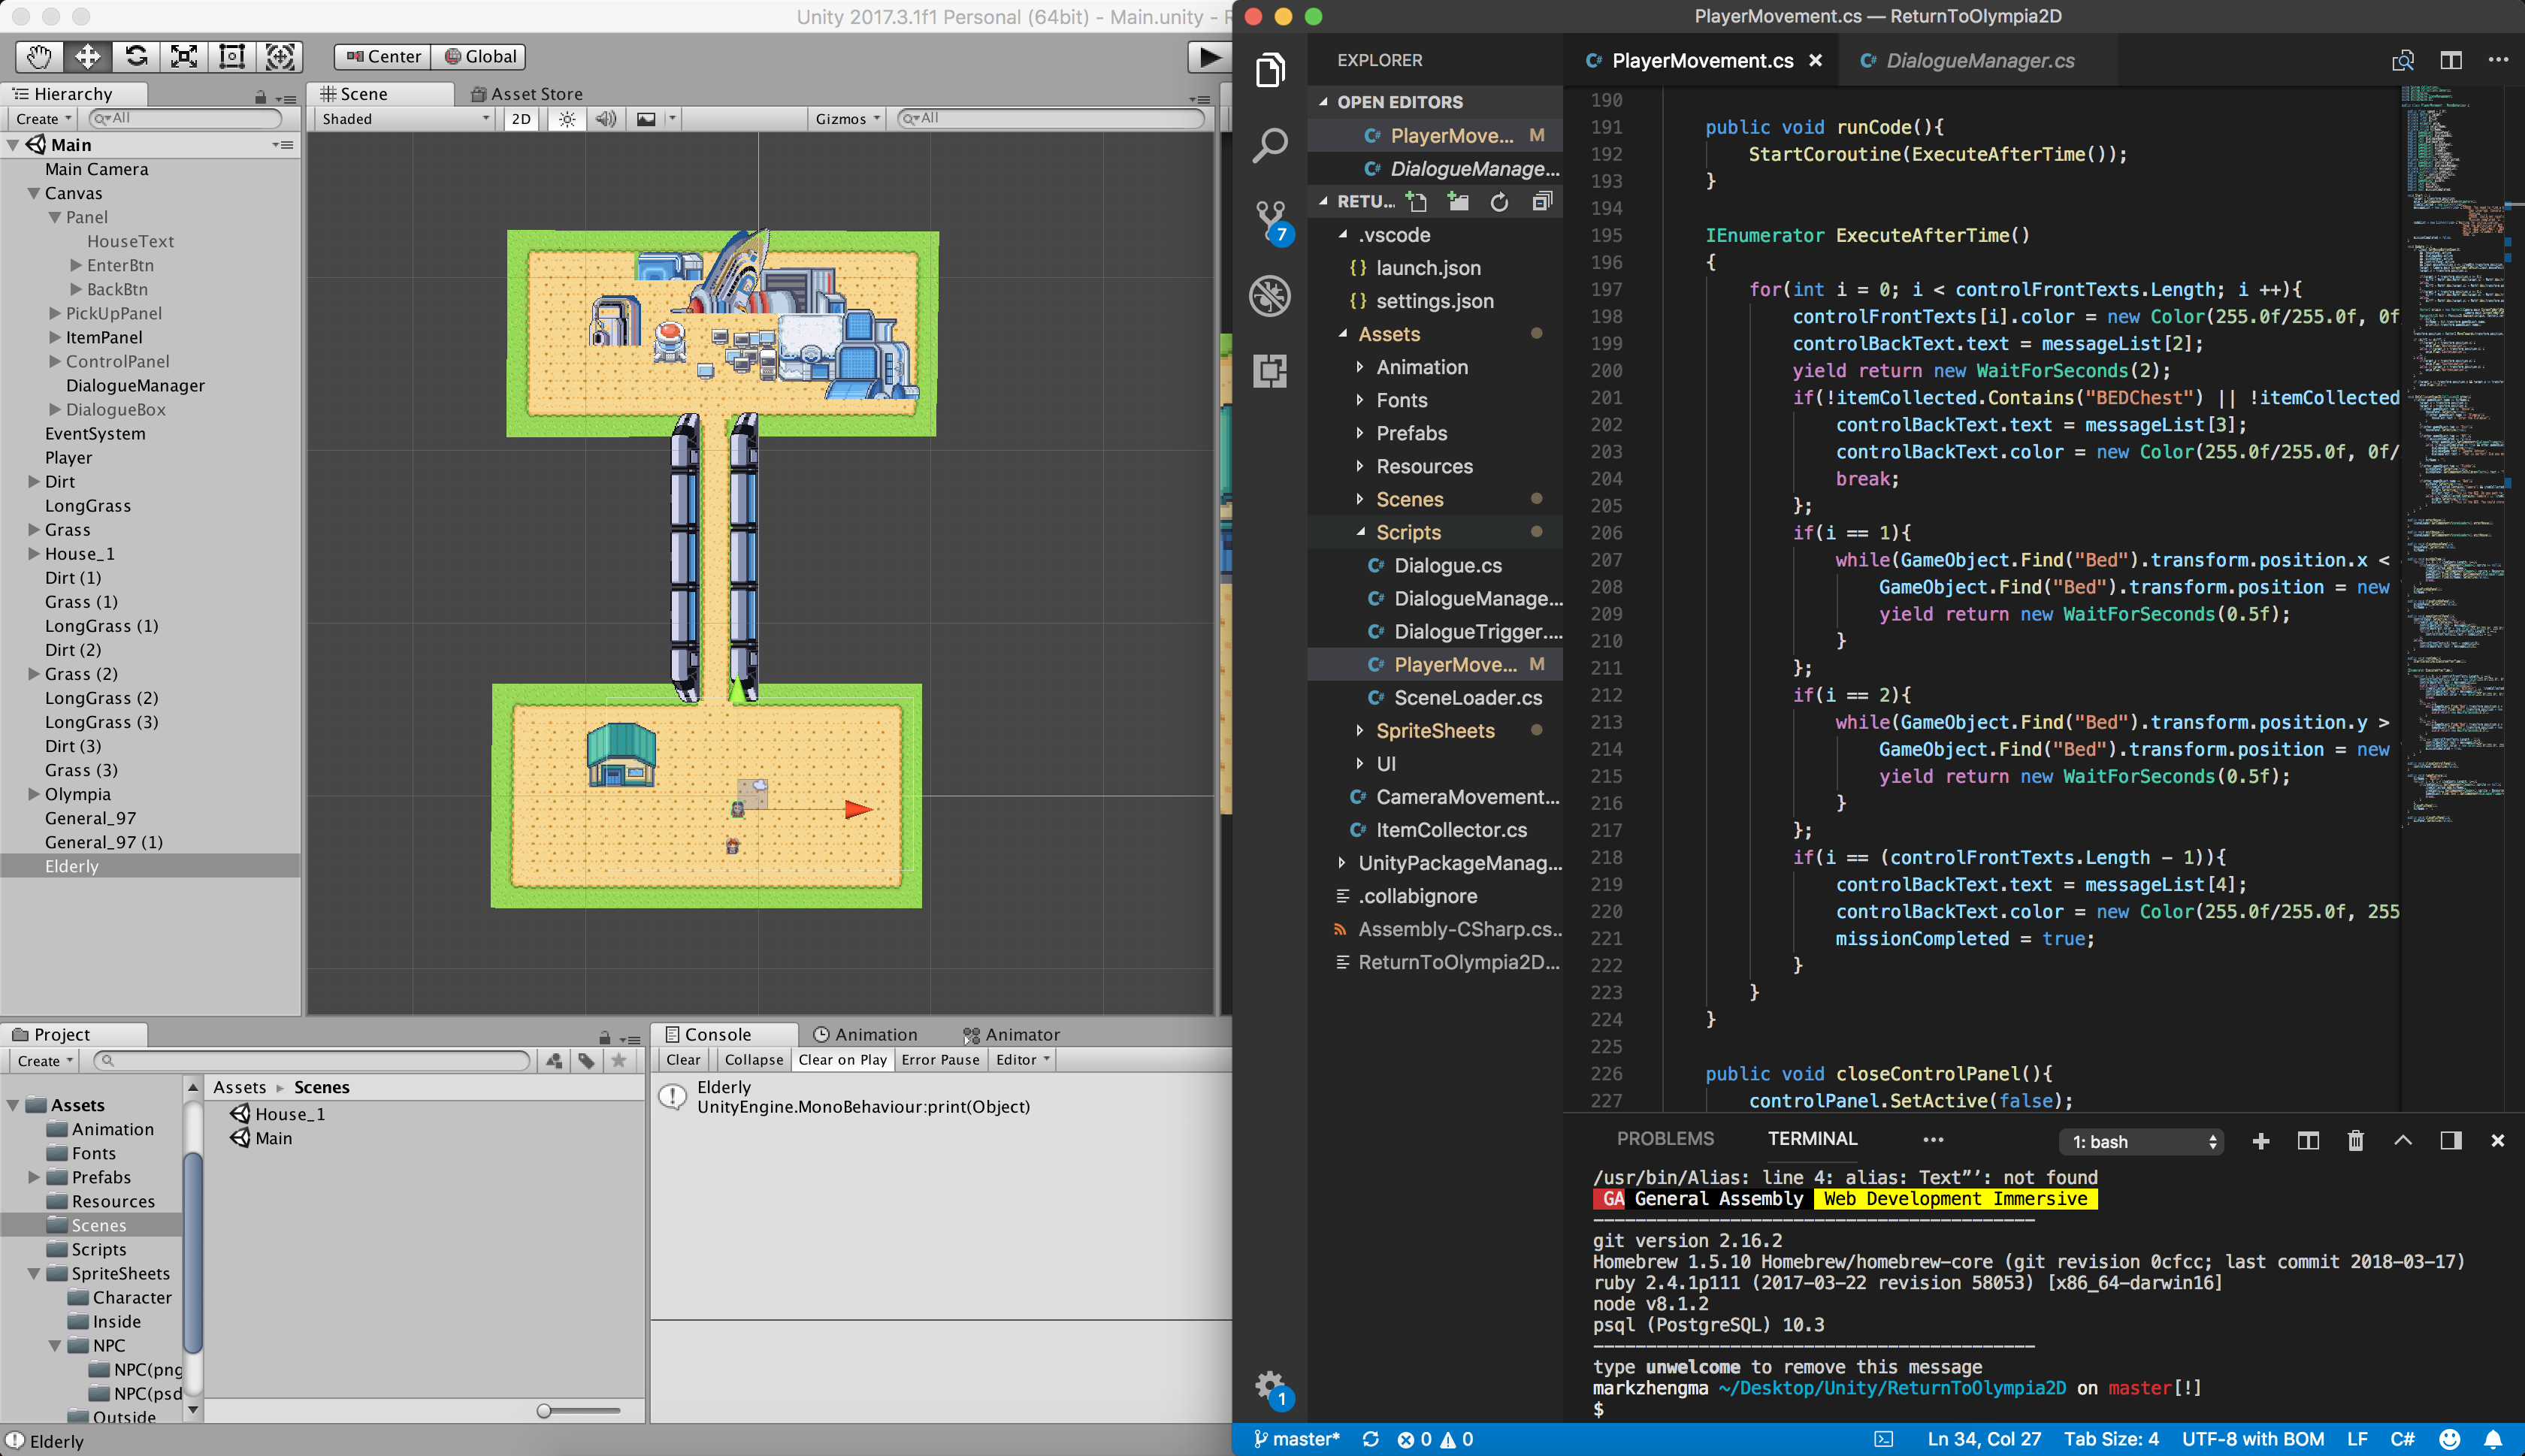 Unity 2017.3.1f1 Personal (64bit) - Main.unity - R
Center
Global
Hierarchy
Create
All
Main
Main Camera
Canvas
Panel
HouseText
EnterBtn
BackBtn
PickUpPanel
ItemPanel
ControlPanel
DialogueManager
DialogueBox
EventSystem
Player
Dirt
LongGrass
Grass
House_1
Dirt (1)
Grass (1)
LongGrass (1)
Dirt (2)
Grass (2)
LongGrass (2)
LongGrass (3)
Dirt (3)
Grass (3)
Olympia
General_97
General_97 (1)
Elderly
Scene
Asset Store
Shaded
2D
Gizmos
All
Project
Create
Assets
Animation
Fonts
Prefabs
Resources
Scenes
Scripts
SpriteSheets
Character
Inside
NPC
NPC(png
NPC(psd
Outside
Assets
Scenes
House_1
Main
Console
Animation
Animator
Clear
Collapse
Clear on Play
Error Pause
Editor
Elderly
UnityEngine.MonoBehaviour:print(Object)
Elderly
PlayerMovement.cs — ReturnToOlympia2D
EXPLORER
OPEN EDITORS
C# PlayerMove... M
C# DialogueManage...
RETU...
.vscode
{} launch.json
{} settings.json
Assets
Animation
Fonts
Prefabs
Resources
Scenes
Scripts
C# Dialogue.cs
C# DialogueManage...
C# DialogueTrigger....
C# PlayerMove... M
C# SceneLoader.cs
SpriteSheets
UI
C# CameraMovement...
C# ItemCollector.cs
UnityPackageManag...
.collabignore
Assembly-CSharp.cs..
ReturnToOlympia2D...
7
1
C# PlayerMovement.cs
C# DialogueManager.cs
190
191 public void runCode(){
192 StartCoroutine(ExecuteAfterTime());
193 }
194
195 IEnumerator ExecuteAfterTime()
196 {
197 for(int i = 0; i < controlFrontTexts.Length; i ++){
198 controlFrontTexts[i].color = new Color(255.0f/255.0f, 0f/
199 controlBackText.text = messageList[2];
200 yield return new WaitForSeconds(2);
201 if(!itemCollected.Contains("BEDChest") || !itemCollected
202 controlBackText.text = messageList[3];
203 controlBackText.color = new Color(255.0f/255.0f, 0f/
204 break;
205 };
206 if(i == 1){
207 while(GameObject.Find("Bed").transform.position.x <
208 GameObject.Find("Bed").transform.position = new
209 yield return new WaitForSeconds(0.5f);
210 }
211 };
212 if(i == 2){
213 while(GameObject.Find("Bed").transform.position.y >
214 GameObject.Find("Bed").transform.position = new
215 yield return new WaitForSeconds(0.5f);
216 }
217 };
218 if(i == (controlFrontTexts.Length - 1)){
219 controlBackText.text = messageList[4];
220 controlBackText.color = new Color(255.0f/255.0f, 255
221 missionCompleted = true;
222 }
223 }
224 }
225
226 public void closeControlPanel(){
227 controlPanel.SetActive(false);
PROBLEMS
TERMINAL
1: bash
/usr/bin/Alias: line 4: alias: Text”’: not found
GA General Assembly Web Development Immersive
git version 2.16.2
Homebrew 1.5.10 Homebrew/homebrew-core (git revision 0cfcc; last commit 2018-03-17)
ruby 2.4.1p111 (2017-03-22 revision 58053) [x86_64-darwin16]
node v8.1.2
psql (PostgreSQL) 10.3
type unwelcome to remove this message
markzhengma ~/Desktop/Unity/ReturnToOlympia2D on master[!]
$
master*
0
0
Ln 34, Col 27
Tab Size: 4
UTF-8 with BOM
LF
C#